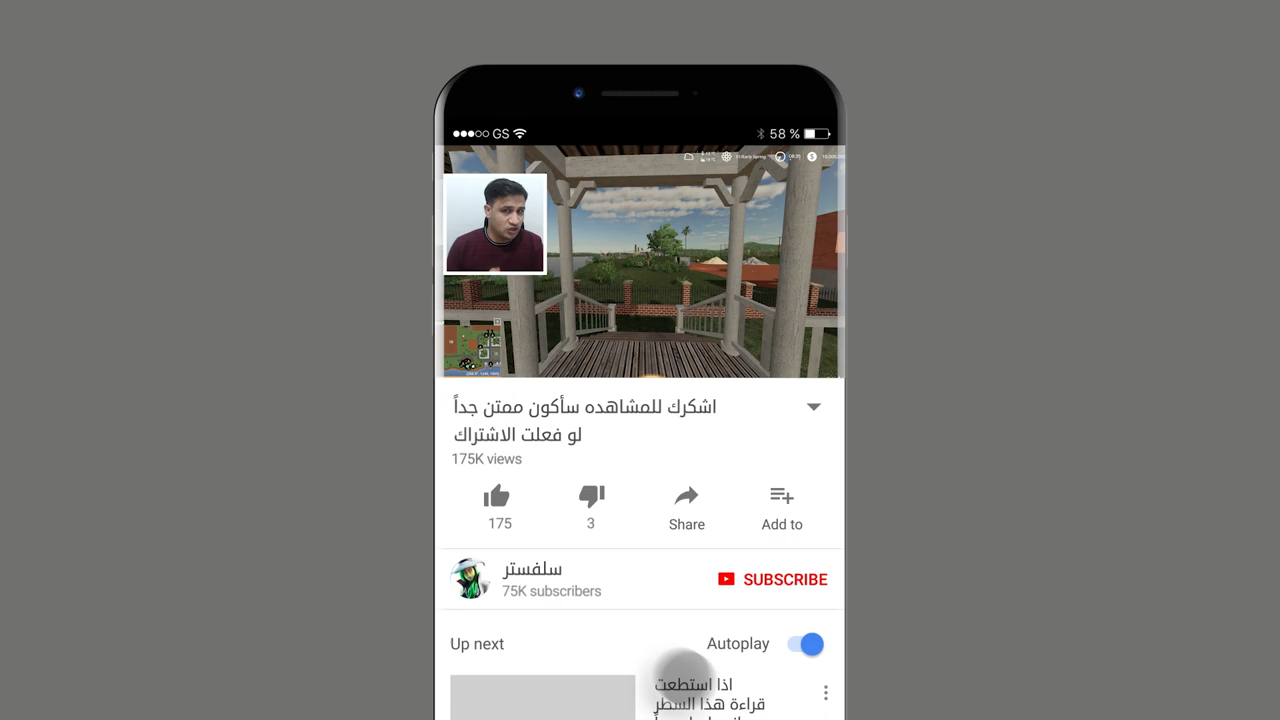 GS
58 %
اشكرك للمشاهده سأكون ممتن جداً
لو فعلت الاشتراك
175K views
175
3
Share
Add to
سلفستر
75K subscribers
SUBSCRIBE
Up next
Autoplay
اذا استطعت
قراءة هذا السطر